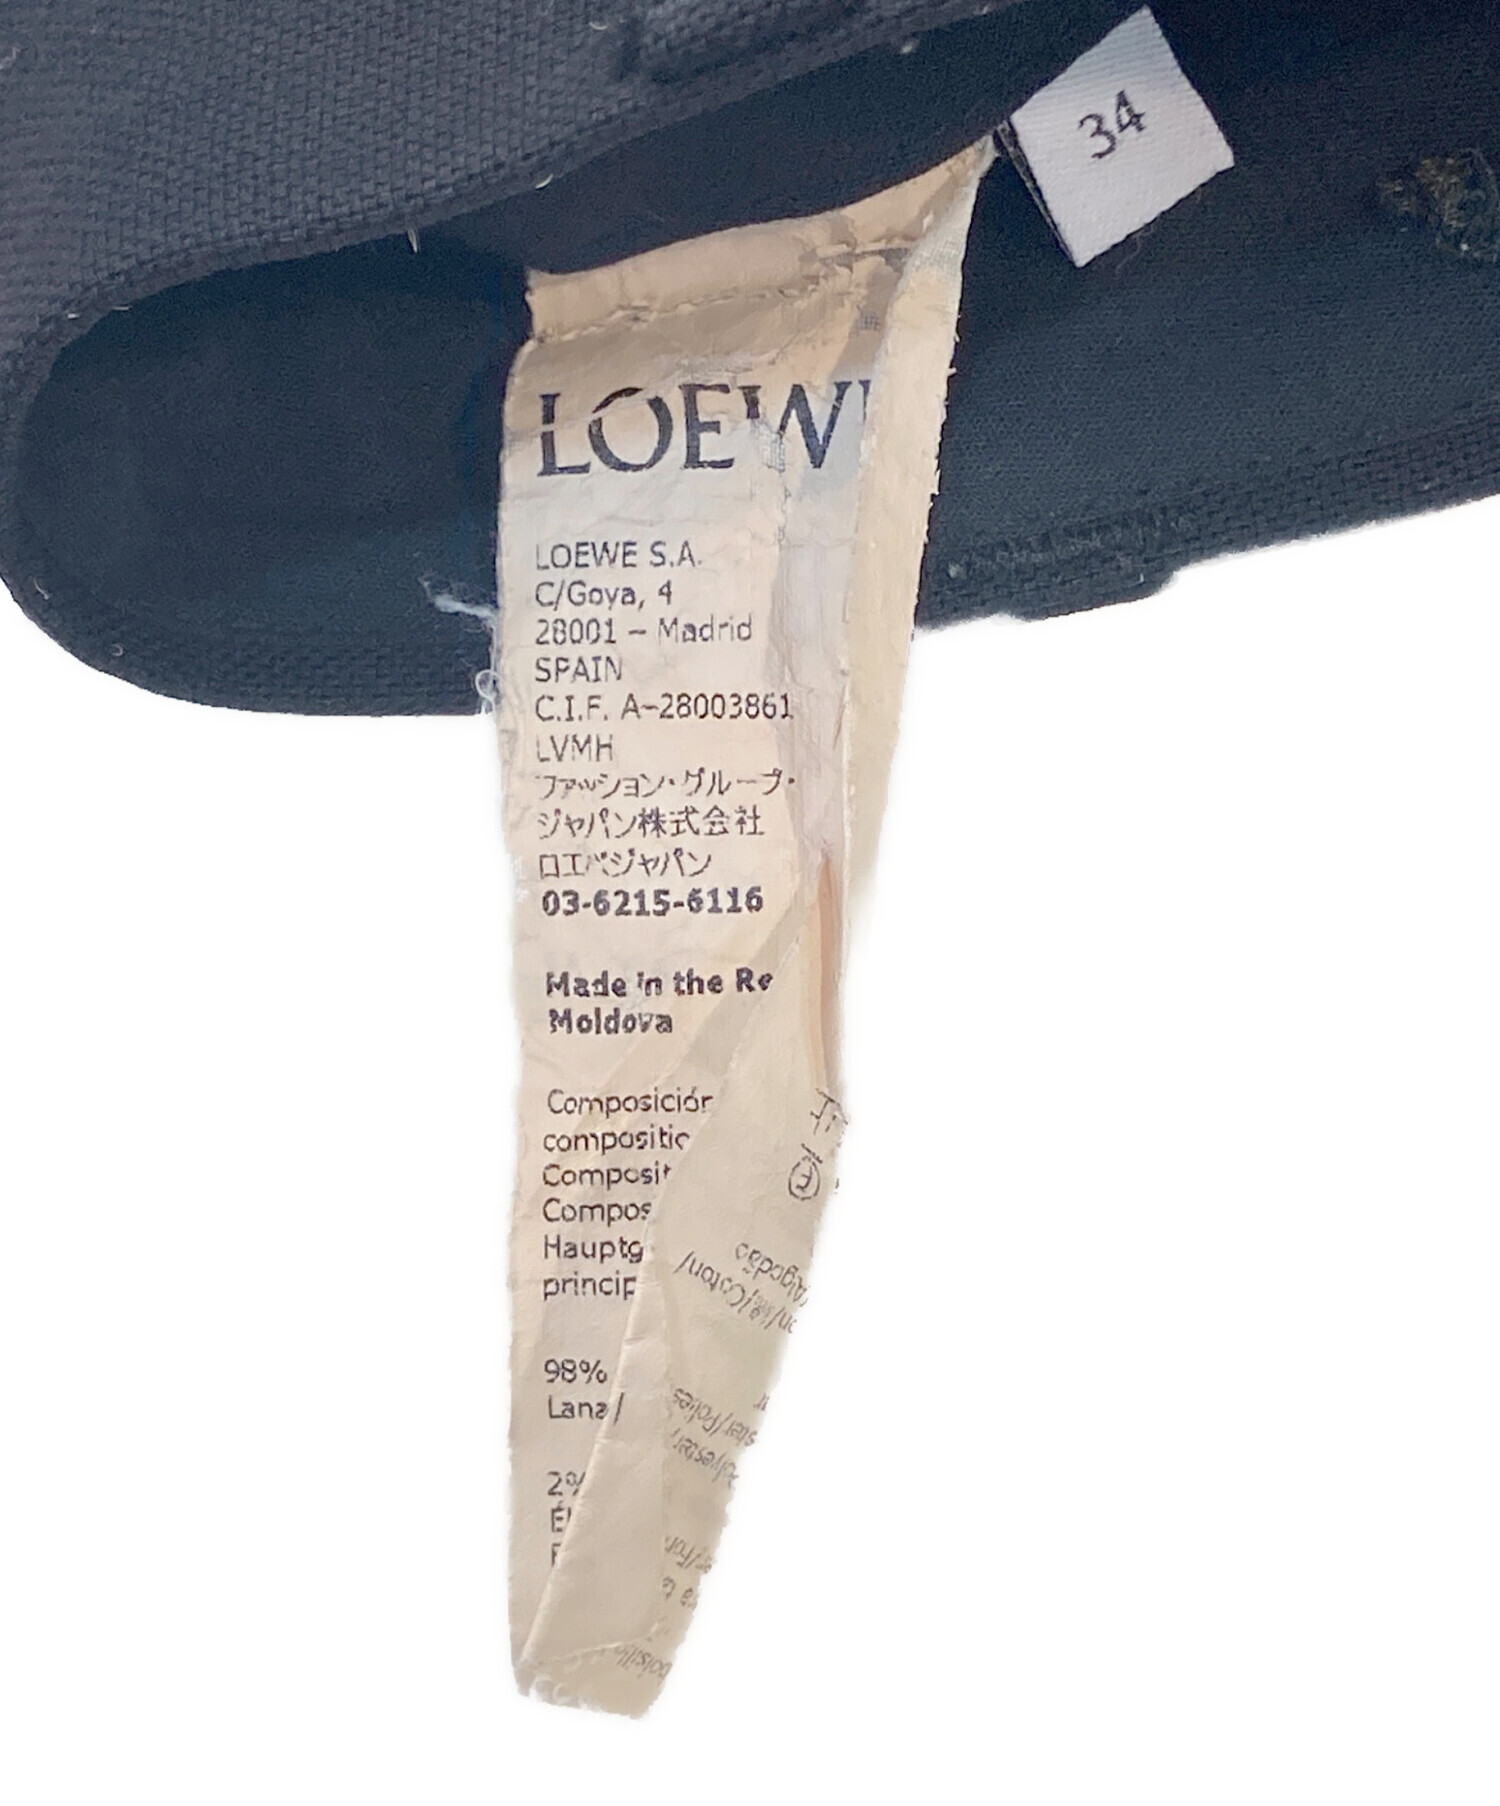 34
LOEWE
LOEWE S.A.
C/Goya, 4
28001 – Madrid
SPAIN
C.I.F. A-28003861
LVMH
ファッション・グループ・
ジャパン株式会社
ロエベジャパン
03-6215-6116
Made in the Re
Moldova
Composición
compositio
Composit
Compos
Hauptg
princip
98%
Lana/
2%
/Algodão
/Coton/